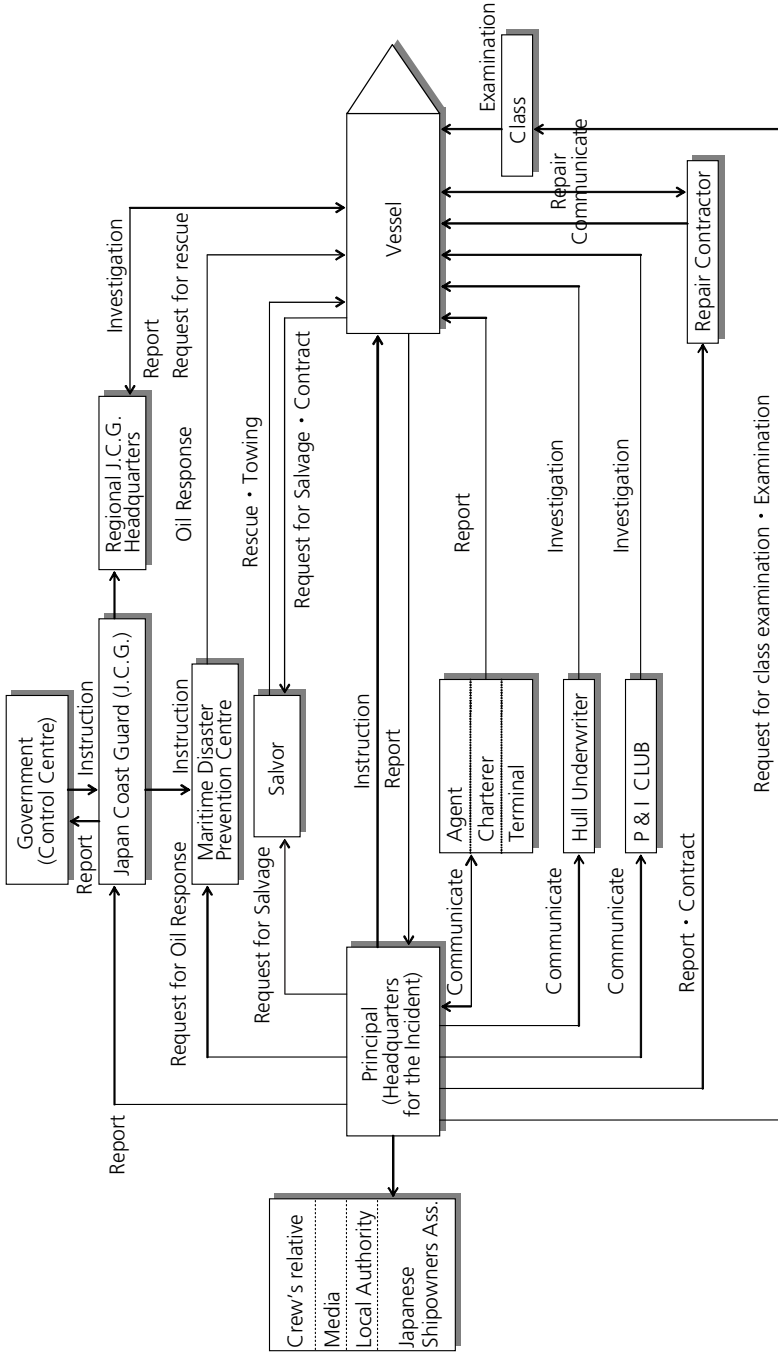 Government
(Control Centre)
Report
Instruction
Japan Coast Guard (J.C.G.)
Regional J.C.G.
Headquarters
Investigation
Report
Request for rescue
Report
Instruction
Request for Oil Response
Maritime Disaster
Prevention Centre
Oil Response
Request for Salvage
Salvor
Rescue・Towing
Request for Salvage・Contract
Crew's relative
Media
Local Authority
Japanese
Shipowners Ass.
Principal
(Headquarters
for the Incident)
Instruction
Report
Vessel
Communicate
Agent
Charterer
Terminal
Report
Communicate
Hull Underwriter
Investigation
Communicate
P & I CLUB
Investigation
Repair
Communicate
Examination
Class
Report・Contract
Repair Contractor
Request for class examination・Examination